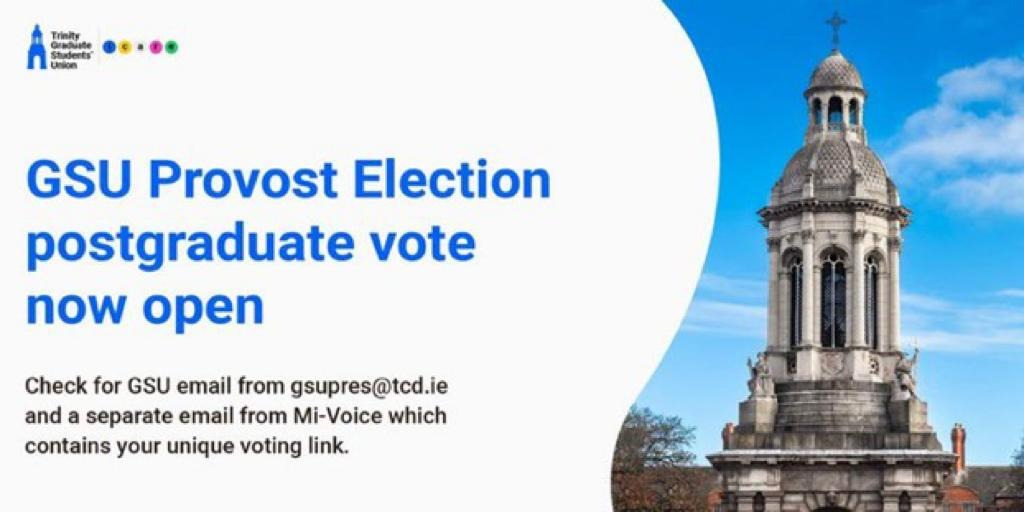 Trinity
Graduate
Students'
Union
i c a r e
GSU Provost Election
postgraduate vote
now open
Check for GSU email from gsupres@tcd.ie
and a separate email from Mi-Voice which
contains your unique voting link.